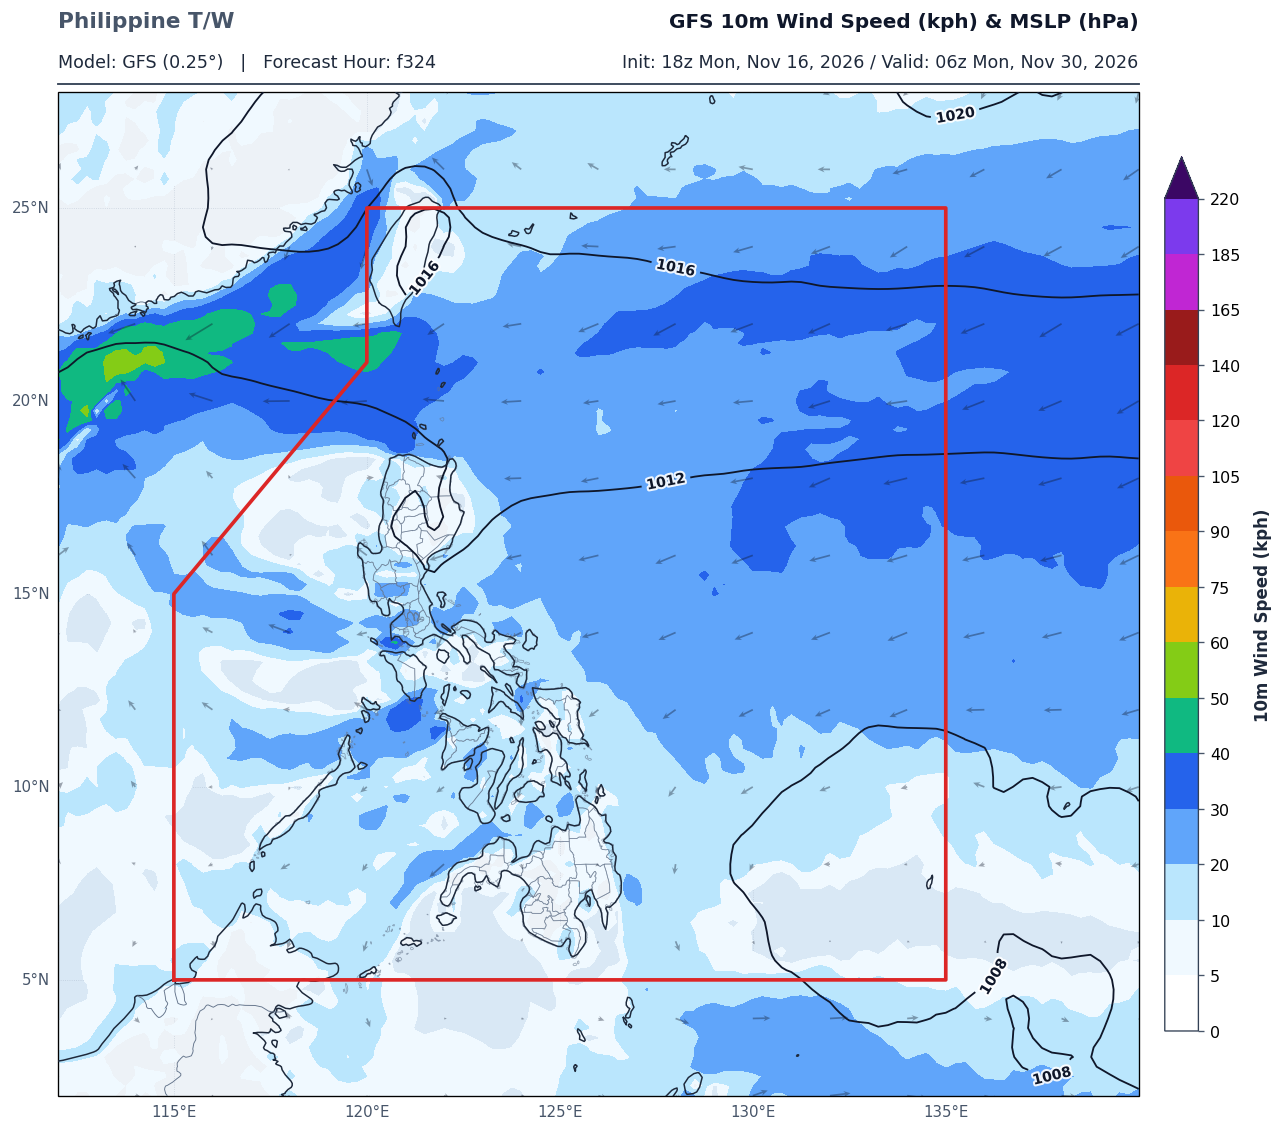 Philippine T/W
GFS 10m Wind Speed (kph) & MSLP (hPa)
Model: GFS (0.25°) | Forecast Hour: f324
Init: 18z Mon, Nov 16, 2026 / Valid: 06z Mon, Nov 30, 2026
1020
1016
1016
1012
1008
1008
25°N
20°N
15°N
10°N
5°N
115°E
120°E
125°E
130°E
135°E
220
185
165
140
120
105
90
75
60
50
40
30
20
10
5
0
10m Wind Speed (kph)